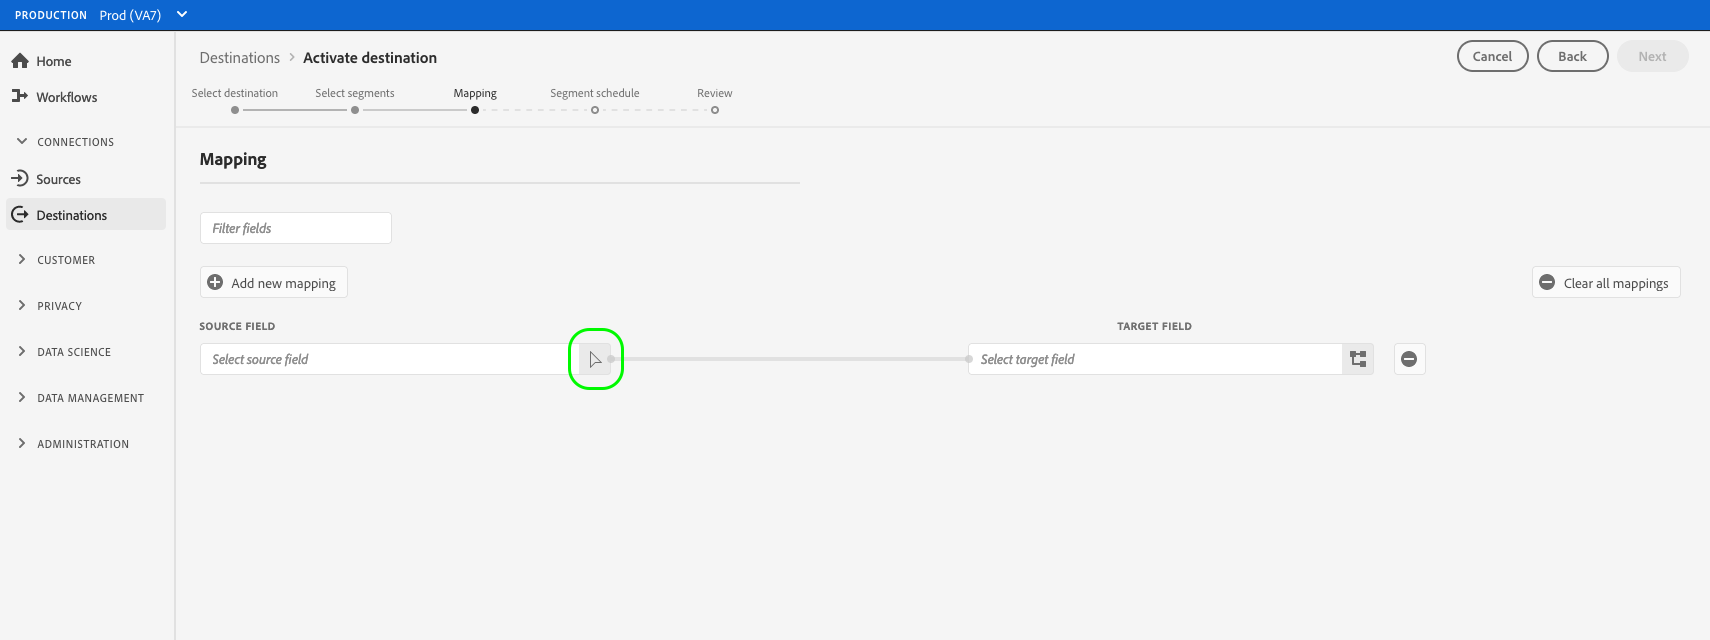 PRODUCTION Prod (VA7)
Home
Workflows
CONNECTIONS
Sources
Destinations
CUSTOMER
PRIVACY
DATA SCIENCE
DATA MANAGEMENT
ADMINISTRATION
Destinations > Activate destination
Cancel Back Next
Select destination Select segments Mapping Segment schedule Review
Mapping
Filter fields
Add new mapping Clear all mappings
SOURCE FIELD TARGET FIELD
Select source field Select target field